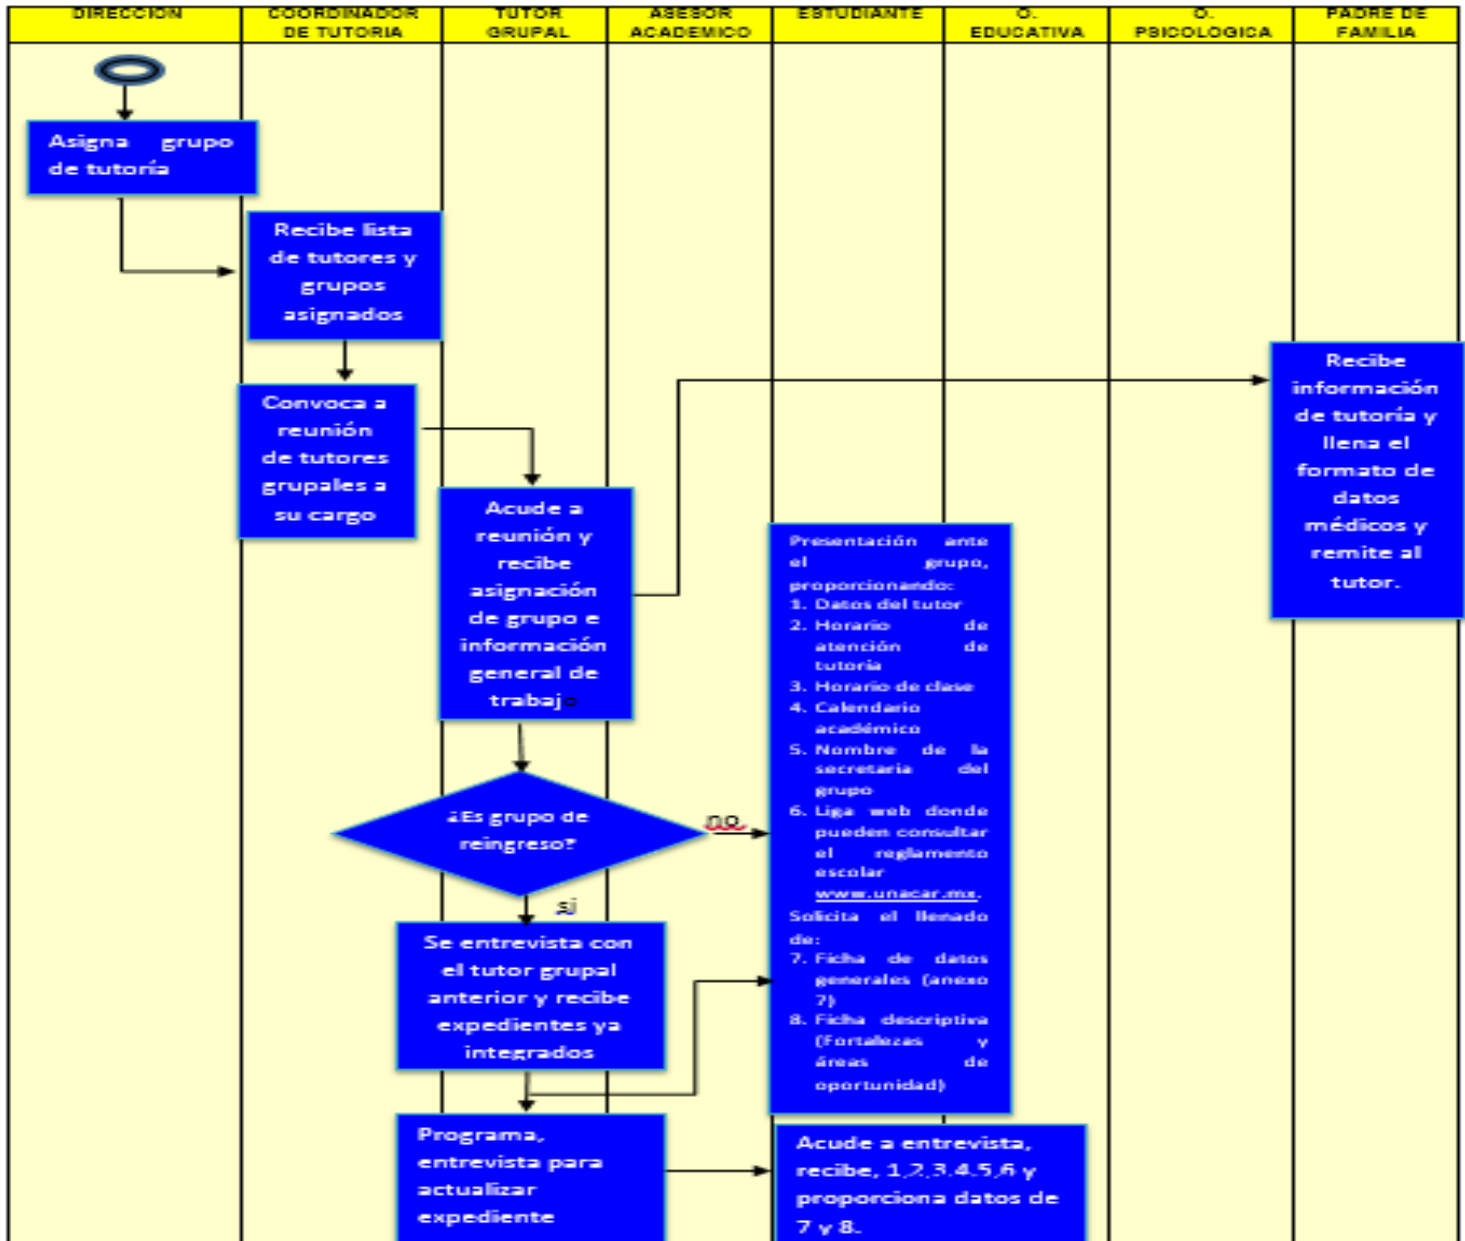 DIRECCION
COORDINADOR
DE TUTORIA
TUTOR
GRUPAL
ASESOR
ACADEMICO
ESTUDIANTE
O.
EDUCATIVA
O.
PSICOLOGICA
PADRE DE
FAMILIA
Asigna grupo
de tutoría
Recibe lista
de tutores y
grupos
asignados
Convoca a
reunión
de tutores
grupales a
su cargo
Acude a
reunión y
recibe
asignación
de grupo e
información
general de
trabajo
Recibe
información
de tutoría y
llena el
formato de
datos
médicos y
remite al
tutor.
¿Es grupo de
reingreso?
no
si
Presentación ante
el grupo,
proporcionando:
1. Datos del tutor
2. Horario de
atención de
tutoria
3. Horario de clase
4. Calendario
académico
5. Nombre de la
secretaria del
grupo
6. Liga web donde
pueden consultar
el reglamento
escolar
www.unacar.mx.
Solicita el llenado
de:
7. Ficha de datos
generales (anexo
7)
8. Ficha descriptiva
(Fortalezas y
áreas de
oportunidad)
Se entrevista con
el tutor grupal
anterior y recibe
expedientes ya
integrados
Programa,
entrevista para
actualizar
expediente
Acude a entrevista,
recibe, 1,2,3.4.5,6 y
proporciona datos de
7 y 8.